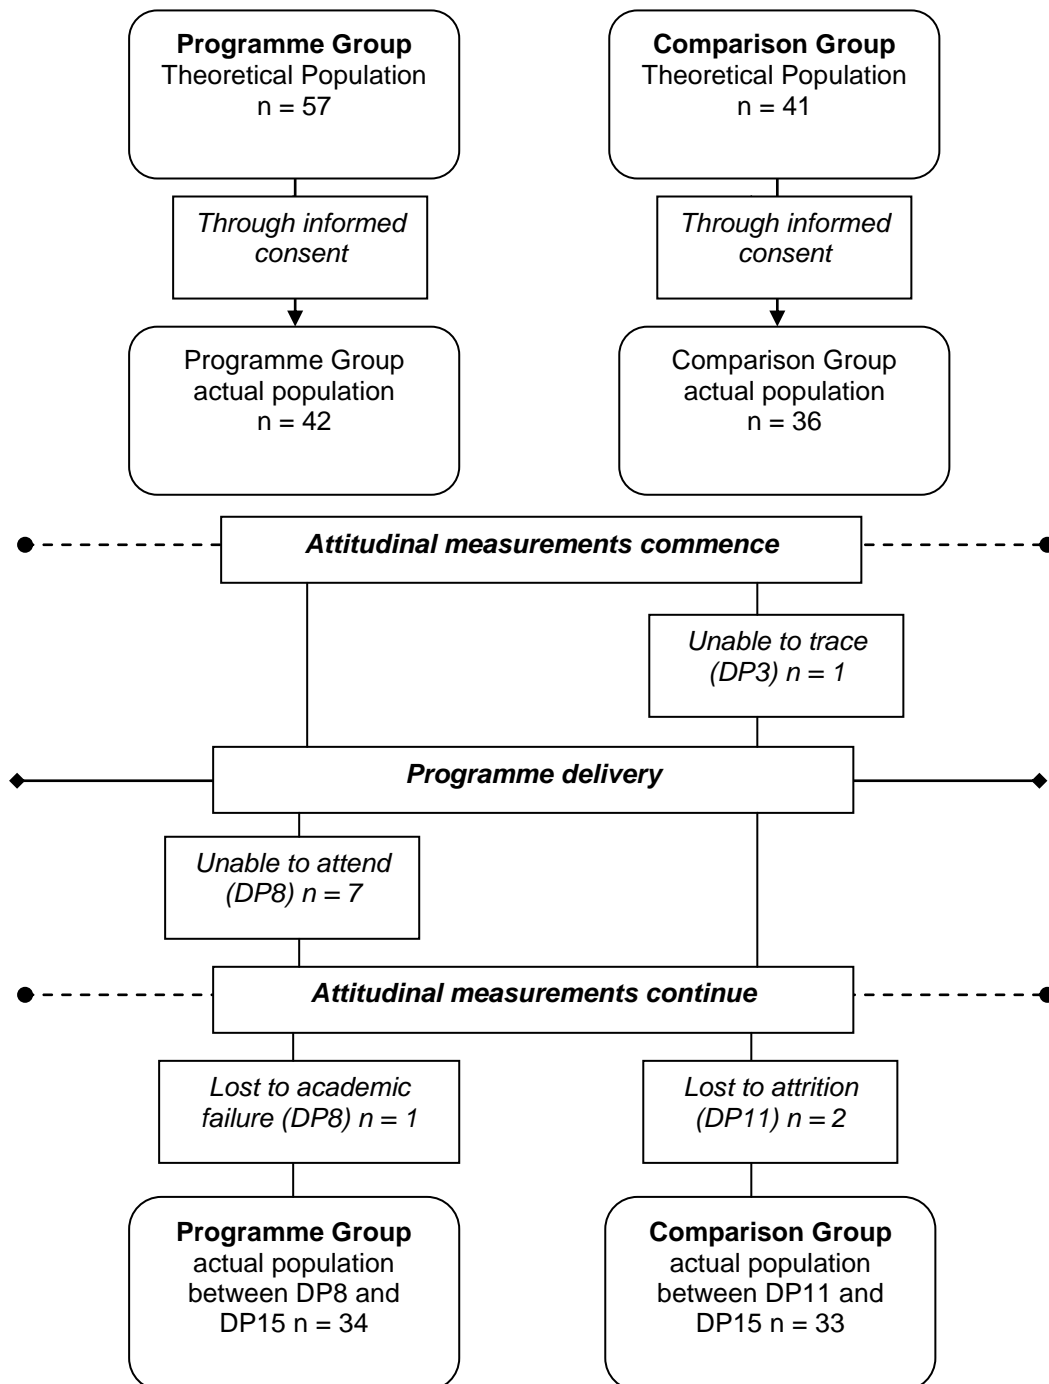 Programme Group
Theoretical Population
n = 57
Comparison Group
Theoretical Population
n = 41
Through informed
consent
Through informed
consent
Programme Group
actual population
n = 42
Comparison Group
actual population
n = 36
Attitudinal measurements commence
Unable to trace
(DP3) n = 1
Programme delivery
Unable to attend
(DP8) n = 7
Attitudinal measurements continue
Lost to academic
failure (DP8) n = 1
Lost to attrition
(DP11) n = 2
Programme Group
actual population
between DP8 and
DP15 n = 34
Comparison Group
actual population
between DP11 and
DP15 n = 33